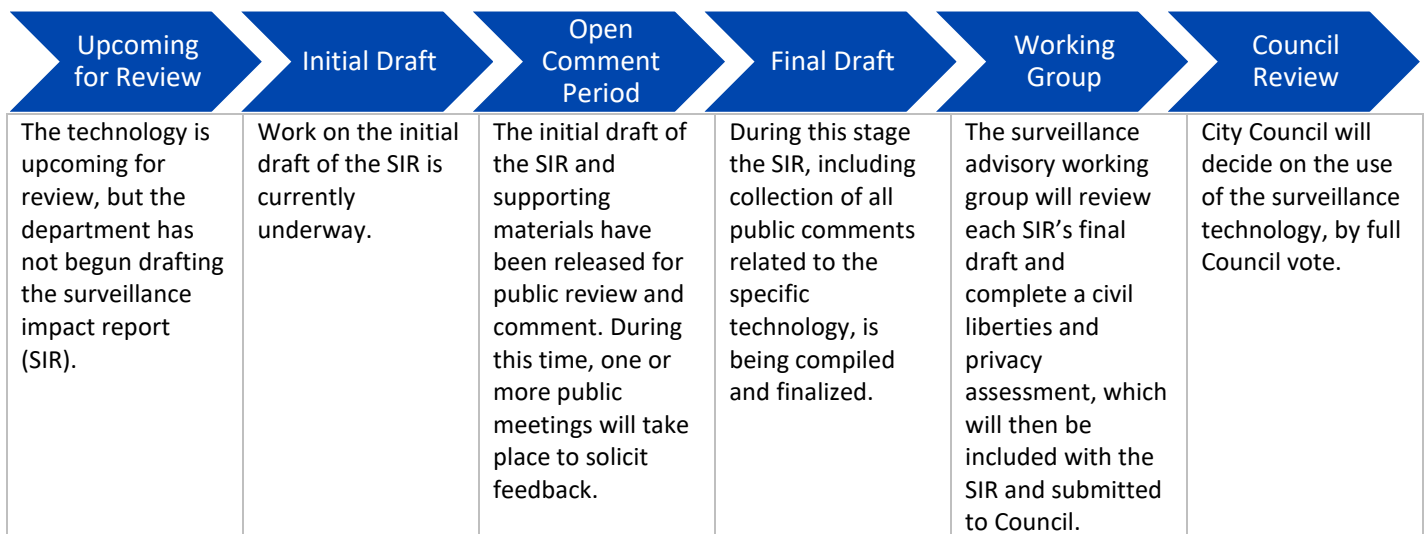 Upcoming
for Review
Initial Draft
Open
Comment
Period
Final Draft
Working
Group
Council
Review
The technology is
upcoming for
review, but the
department has
not begun drafting
the surveillance
impact report
(SIR).
Work on the initial
draft of the SIR is
currently
underway.
The initial draft of
the SIR and
supporting
materials have
been released for
public review and
comment. During
this time, one or
more public
meetings will take
place to solicit
feedback.
During this stage
the SIR, including
collection of all
public comments
related to the
specific
technology, is
being compiled
and finalized.
The surveillance
advisory working
group will review
each SIR’s final
draft and
complete a civil
liberties and
privacy
assessment, which
will then be
included with the
SIR and submitted
to Council.
City Council will
decide on the use
of the surveillance
technology, by full
Council vote.